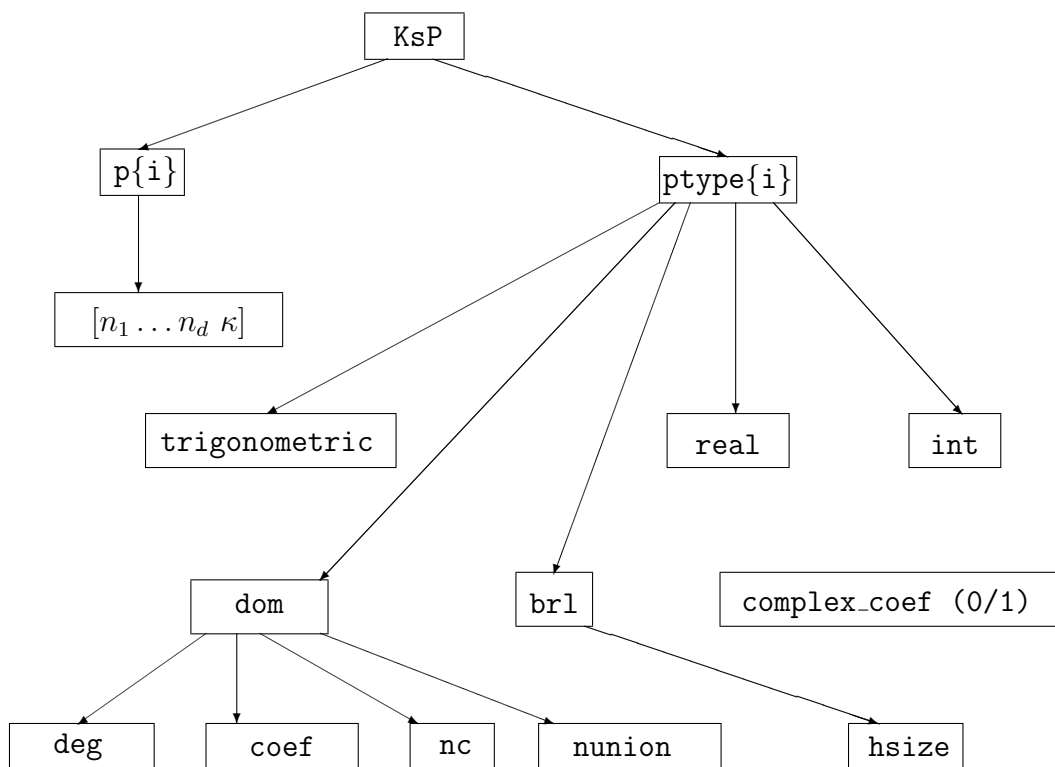 KsP
p{i}
ptype{i}
[n₁ … n_d κ]
trigonometric
real
int
dom
brl
complex_coef (0/1)
deg
coef
nc
nunion
hsize